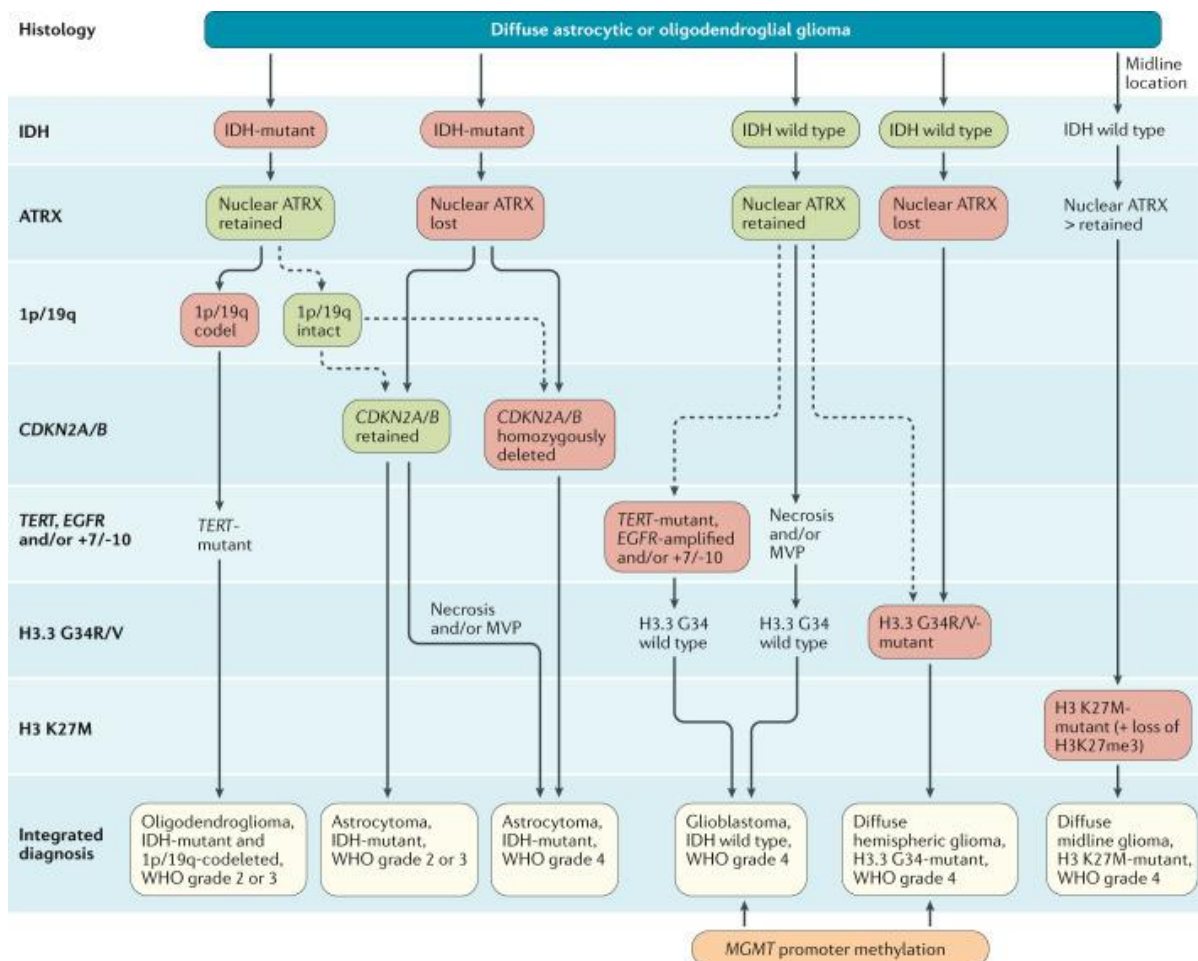 Histology
Diffuse astrocytic or oligodendroglial glioma
Midline
location
IDH
IDH-mutant
IDH-mutant
IDH wild type
IDH wild type
IDH wild type
ATRX
Nuclear ATRX
retained
Nuclear ATRX
lost
Nuclear ATRX
retained
Nuclear ATRX
lost
Nuclear ATRX
> retained
1p/19q
1p/19q
codel
1p/19q
intact
CDKN2A/B
CDKN2A/B
retained
CDKN2A/B
homozygously
deleted
TERT, EGFR
and/or +7/-10
TERT-
mutant
TERT-mutant,
EGFR-amplified
and/or +7/-10
Necrosis
and/or
MVP
H3.3 G34R/V
Necrosis
and/or MVP
H3.3 G34
wild type
H3.3 G34
wild type
H3.3 G34R/V-
mutant
H3 K27M
H3 K27M-
mutant (+ loss of
H3K27me3)
Integrated
diagnosis
Oligodendroglioma,
IDH-mutant and
1p/19q-codeleted,
WHO grade 2 or 3
Astrocytoma,
IDH-mutant,
WHO grade 2 or 3
Astrocytoma,
IDH-mutant,
WHO grade 4
Glioblastoma,
IDH wild type,
WHO grade 4
Diffuse
hemispheric glioma,
H3.3 G34-mutant,
WHO grade 4
Diffuse
midline glioma,
H3 K27M-mutant,
WHO grade 4
MGMT promoter methylation